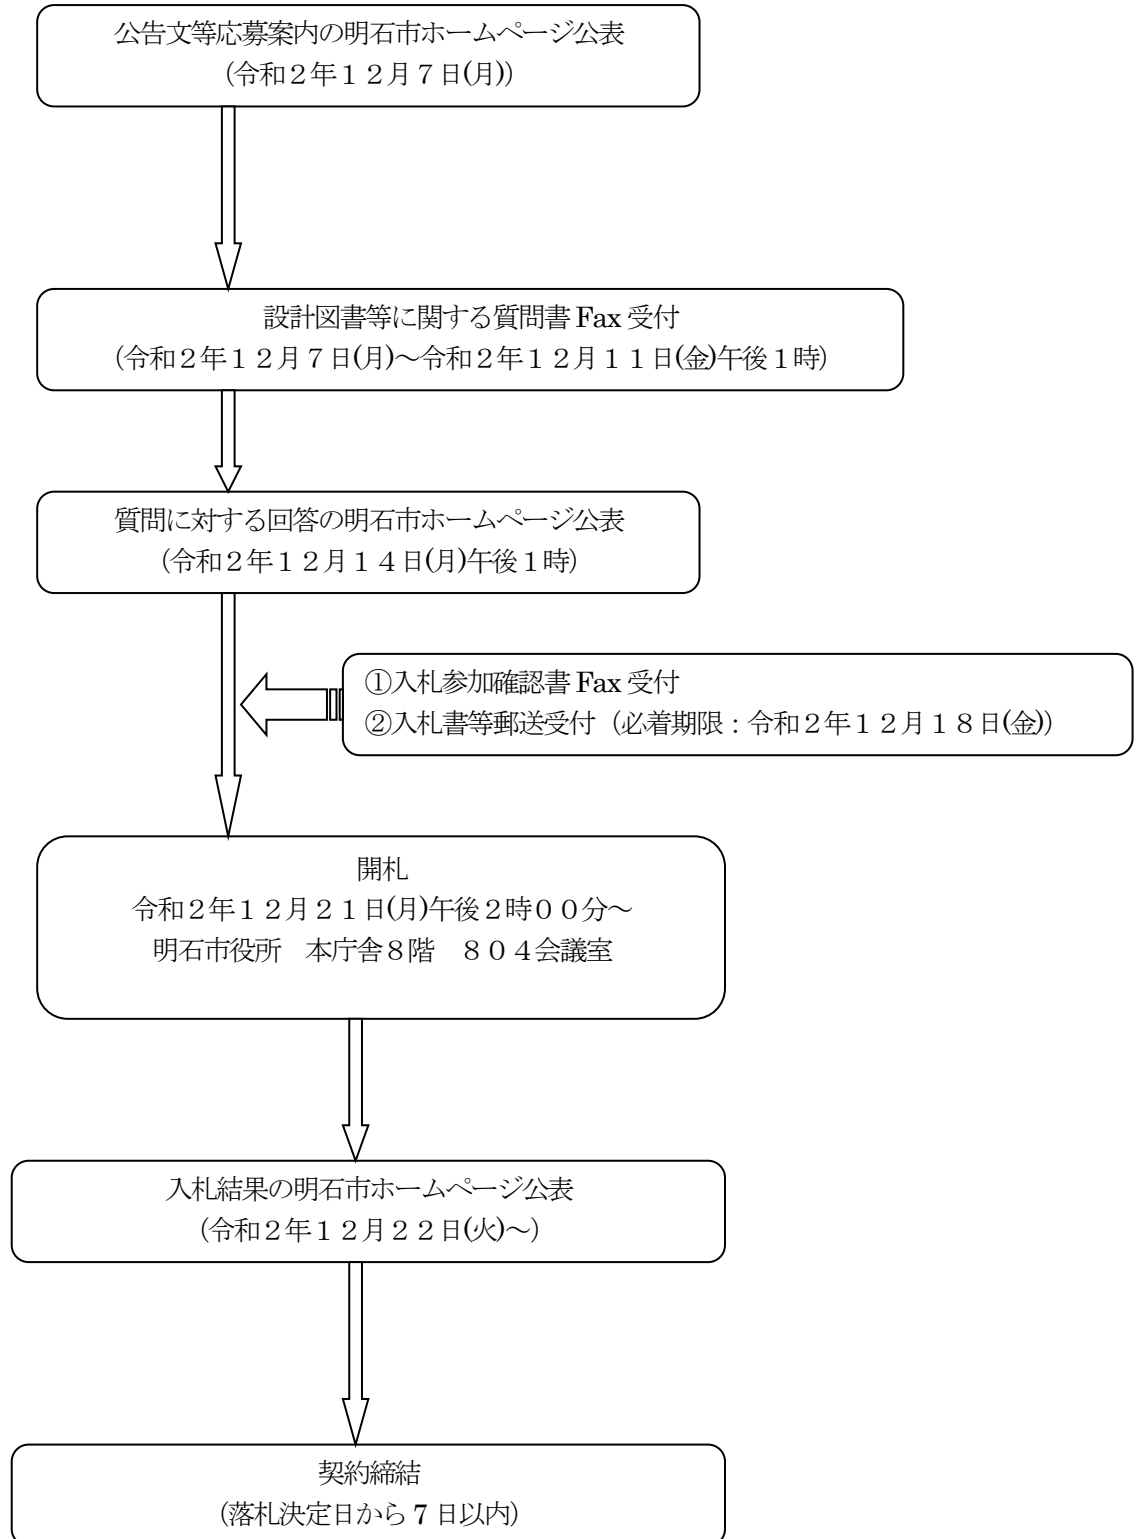 公告文等応募案内の明石市ホームページ公表
（令和２年１２月７日(月)）
設計図書等に関する質問書 Fax 受付
（令和２年１２月７日(月)～令和２年１２月１１日(金)午後１時）
質問に対する回答の明石市ホームページ公表
（令和２年１２月１４日(月)午後１時）
①入札参加確認書 Fax 受付
②入札書等郵送受付（必着期限：令和２年１２月１８日(金)）
開札
令和２年１２月２１日(月)午後２時００分～
明石市役所　本庁舎８階　８０４会議室
入札結果の明石市ホームページ公表
（令和２年１２月２２日(火)～）
契約締結
（落札決定日から 7 日以内）